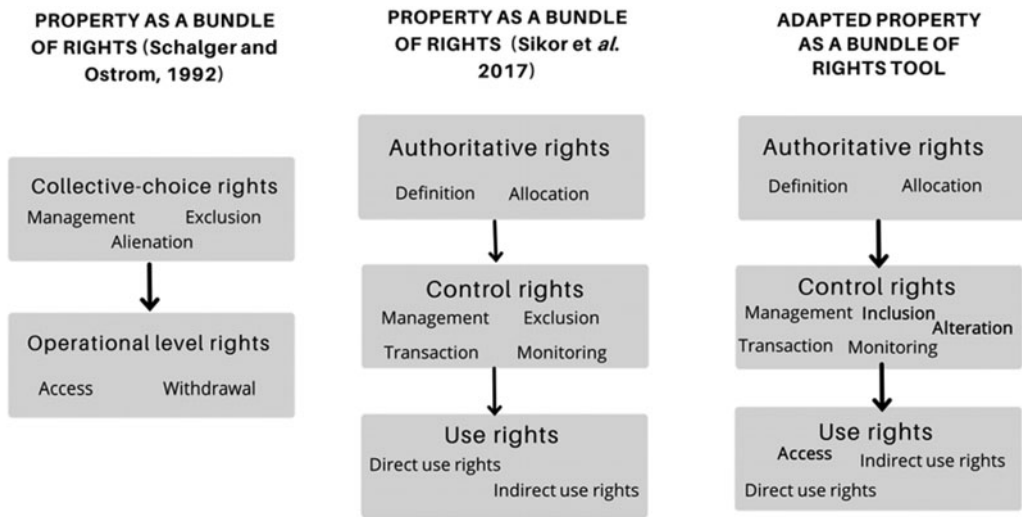 PROPERTY AS A BUNDLE
OF RIGHTS (Schalger and
Ostrom, 1992)
Collective-choice rights
Management Exclusion
Alienation
Operational level rights
Access Withdrawal
PROPERTY AS A BUNDLE
OF RIGHTS (Sikor et al.
2017)
Authoritative rights
Definition Allocation
Control rights
Management Exclusion
Transaction Monitoring
Use rights
Direct use rights
Indirect use rights
ADAPTED PROPERTY
AS A BUNDLE OF
RIGHTS TOOL
Authoritative rights
Definition Allocation
Control rights
Management Inclusion
Alteration
Transaction Monitoring
Use rights
Access Indirect use rights
Direct use rights